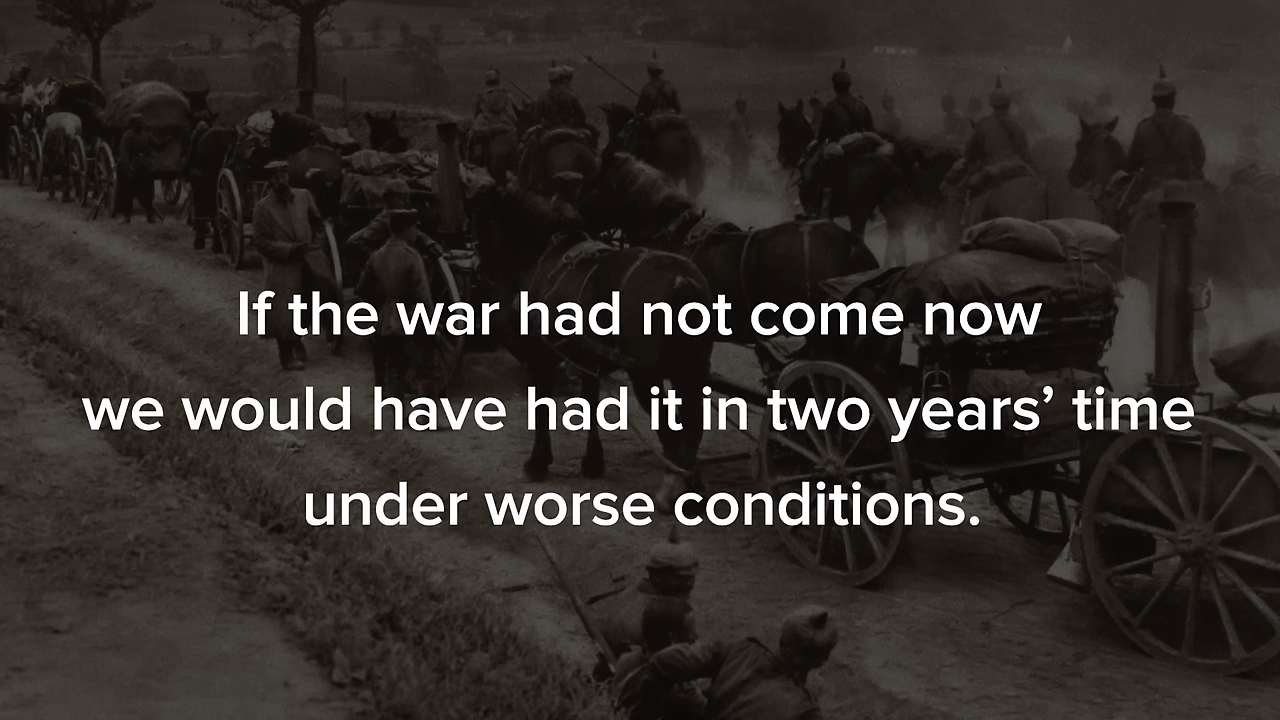 If the war had not come now
we would have had it in two years’ time
under worse conditions.